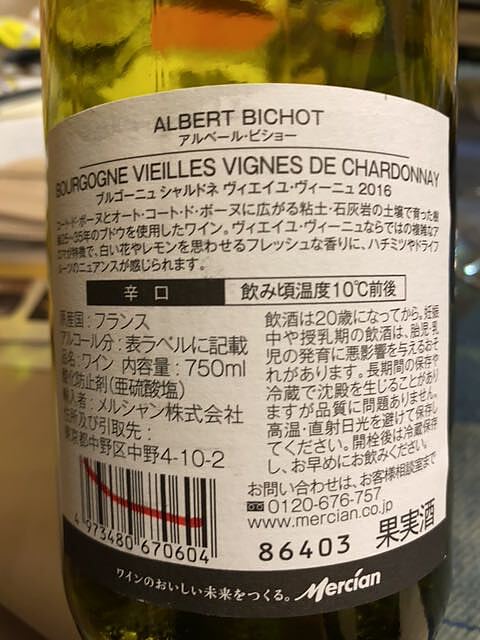 ALBERT BICHOT
アルベール・ビショー
BOURGOGNE VIEILLES VIGNES DE CHARDONNAY
ブルゴーニュ シャルドネ ヴィエイユ・ヴィーニュ 2016
コート・ド・ボーヌとオート・コート・ド・ボーヌに広がる粘土・石灰岩の土壌で育った樹
齢25-35年のブドウを使用したワイン。ヴィエイユ・ヴィーニュならではの複雑なア
ロマが特徴で、白い花やレモンを思わせるフレッシュな香りに、ハチミツやドライフ
ルーツのニュアンスが感じられます。
辛口 飲み頃温度10℃前後
原産国:フランス
アルコール分:表ラベルに記載
品名:ワイン 内容量:750ml
酸化防止剤(亜硫酸塩)
輸入者:メルシャン株式会社
住所及び引取先:
東京都中野区中野4-10-2
飲酒は20歳になってから。妊娠
中や授乳期の飲酒は、胎児・乳
児の発育に悪影響を与えるおそ
れがあります。長期間の保存や
冷蔵で沈殿を生じることがあり
ますが品質に問題ありません。
高温・直射日光を避けて保存し
てください。開栓後は冷蔵保存
し、お早めにお飲みください。
お問い合わせは、お客様相談室まで
0120-676-757
www.mercian.co.jp
4 973480 670604
86403 果実酒
ワインのおいしい未来をつくる。 Mercian